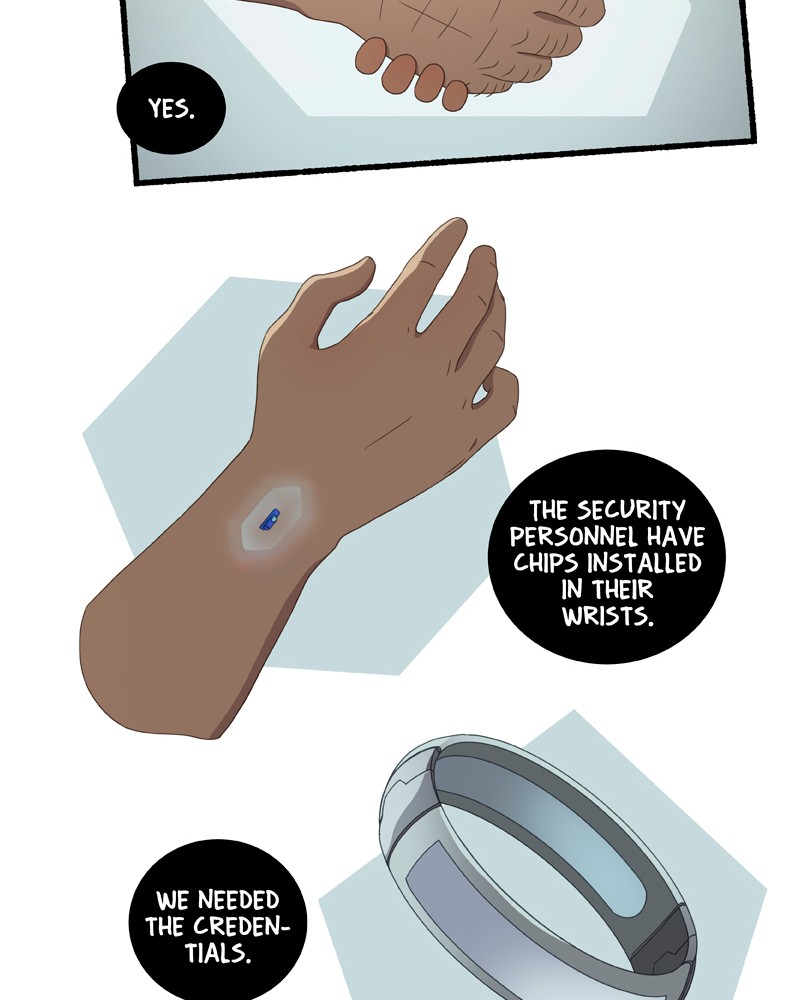 YES.
THE SECURITY
PERSONNEL HAVE
CHIPS INSTALLED
IN THEIR
WRISTS.
WE NEEDED
THE CREDEN-
TIALS.